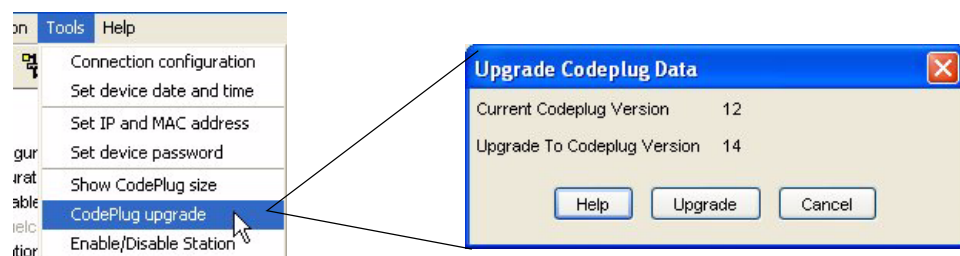 on Tools Help
Connection configuration
Set device date and time
Set IP and MAC address
Set device password
Show CodePlug size
CodePlug upgrade
Enable/Disable Station
Upgrade Codeplug Data
Current Codeplug Version 12
Upgrade To Codeplug Version 14
Help Upgrade Cancel